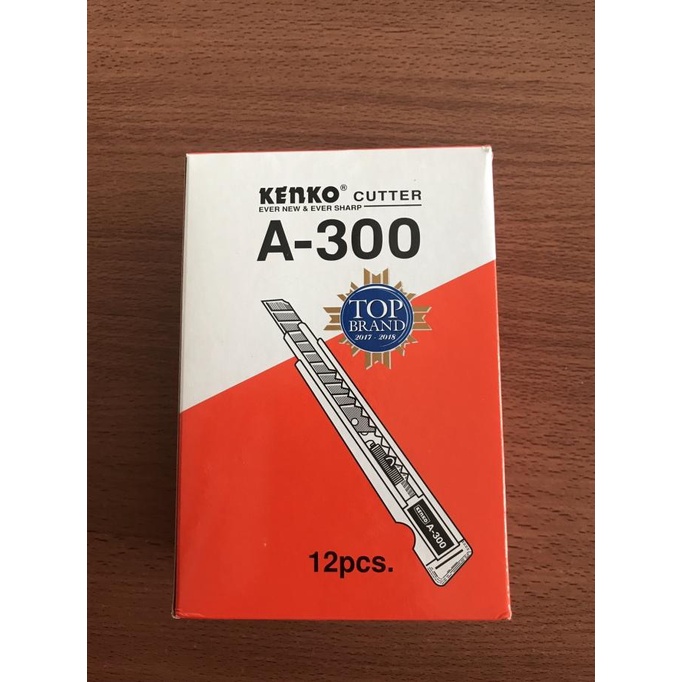 KENKO® CUTTER
EVER NEW & EVER SHARP
A-300
TOP
BRAND
2017 - 2018
KENKO A-300
12pcs.